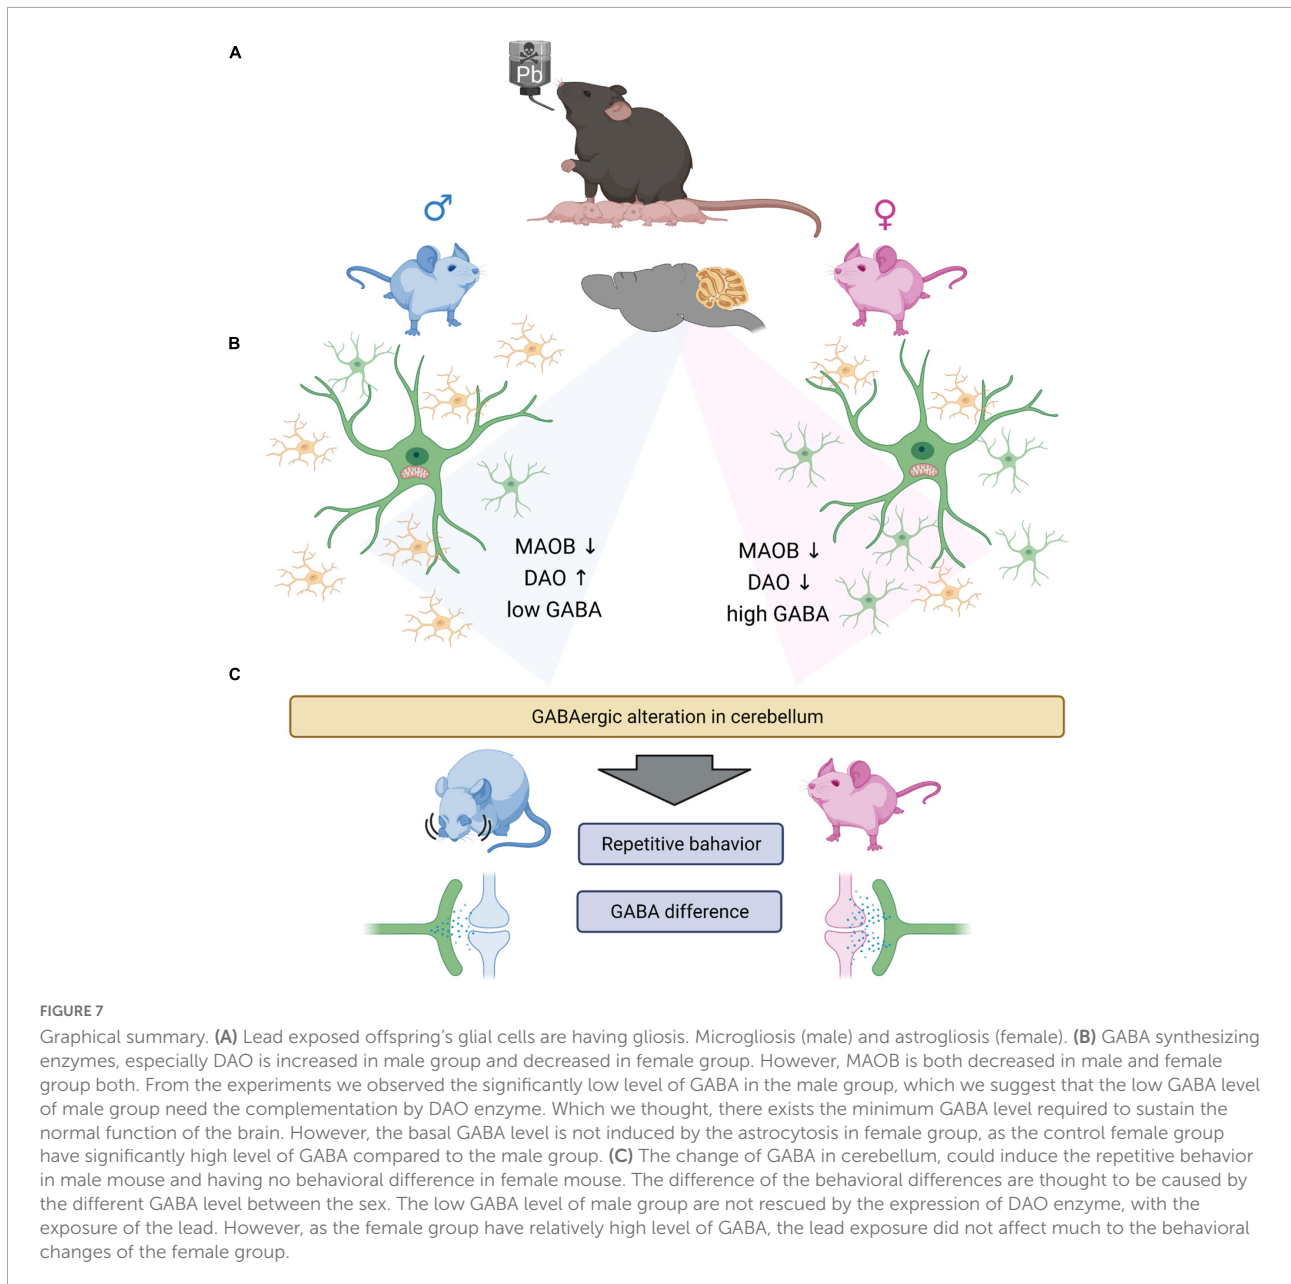 A
Pb
♂
♀
B
MAOB ↓
DAO ↑
low GABA
MAOB ↓
DAO ↓
high GABA
C
GABAergic alteration in cerebellum
Repetitive bahavior
GABA difference
FIGURE 7
Graphical summary. (A) Lead exposed offspring’s glial cells are having gliosis. Microgliosis (male) and astrogliosis (female). (B) GABA synthesizing
enzymes, especially DAO is increased in male group and decreased in female group. However, MAOB is both decreased in male and female
group both. From the experiments we observed the significantly low level of GABA in the male group, which we suggest that the low GABA level
of male group need the complementation by DAO enzyme. Which we thought, there exists the minimum GABA level required to sustain the
normal function of the brain. However, the basal GABA level is not induced by the astrocytosis in female group, as the control female group
have significantly high level of GABA compared to the male group. (C) The change of GABA in cerebellum, could induce the repetitive behavior
in male mouse and having no behavioral difference in female mouse. The difference of the behavioral differences are thought to be caused by
the different GABA level between the sex. The low GABA level of male group are not rescued by the expression of DAO enzyme, with the
exposure of the lead. However, as the female group have relatively high level of GABA, the lead exposure did not affect much to the behavioral
changes of the female group.